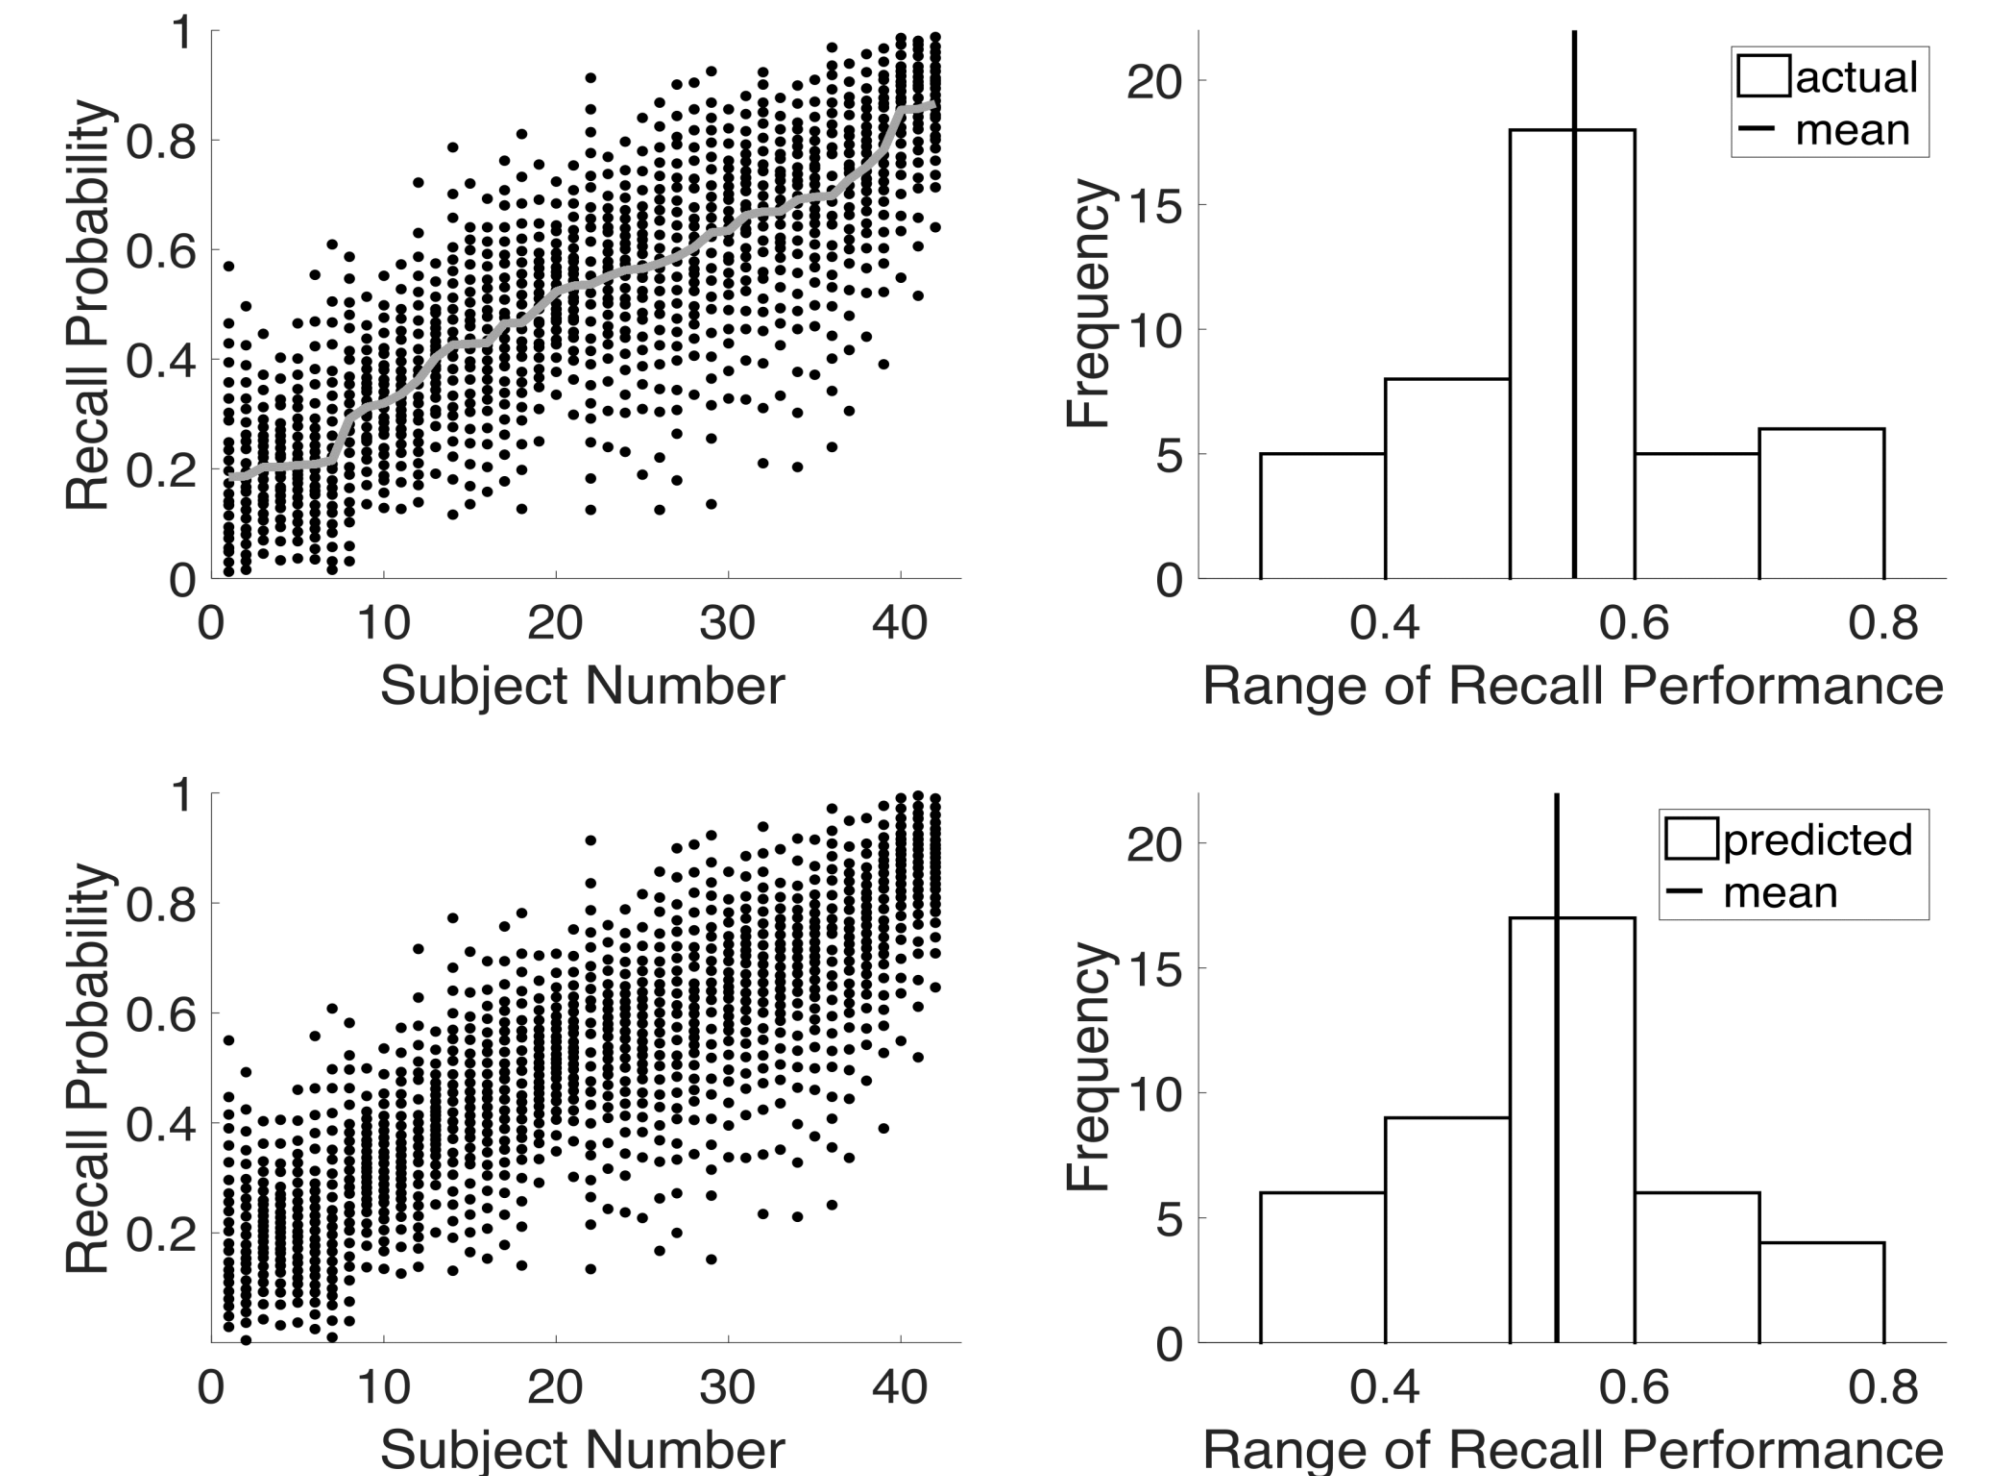 1
0.8
0.6
0.4
0.2
0
Recall Probability
0 10 20 30 40
Subject Number
20
15
10
5
0
Frequency
actual
mean
0.4 0.6 0.8
Range of Recall Performance
1
0.8
0.6
0.4
0.2
Recall Probability
0 10 20 30 40
Subject Number
20
15
10
5
0
Frequency
predicted
mean
0.4 0.6 0.8
Range of Recall Performance